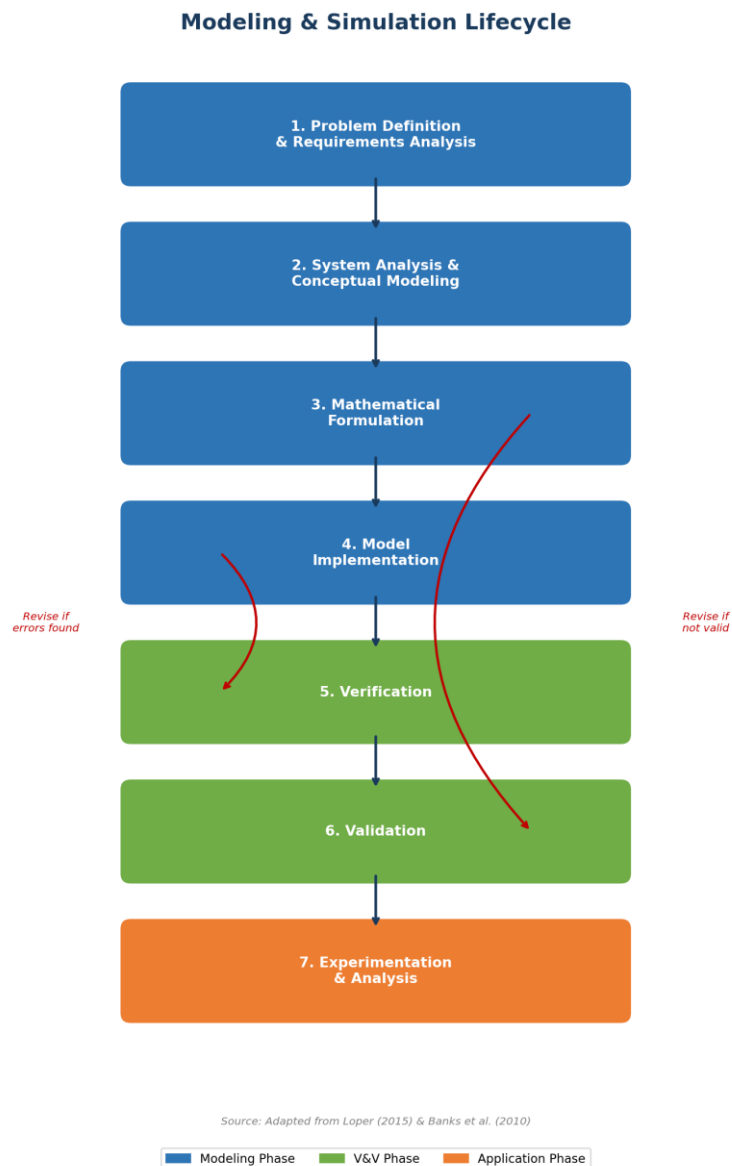 Modeling & Simulation Lifecycle
1. Problem Definition
& Requirements Analysis
2. System Analysis &
Conceptual Modeling
3. Mathematical
Formulation
4. Model
Implementation
Revise if
errors found
Revise if
not valid
5. Verification
6. Validation
7. Experimentation
& Analysis
Source: Adapted from Loper (2015) & Banks et al. (2010)
Modeling Phase
V&V Phase
Application Phase